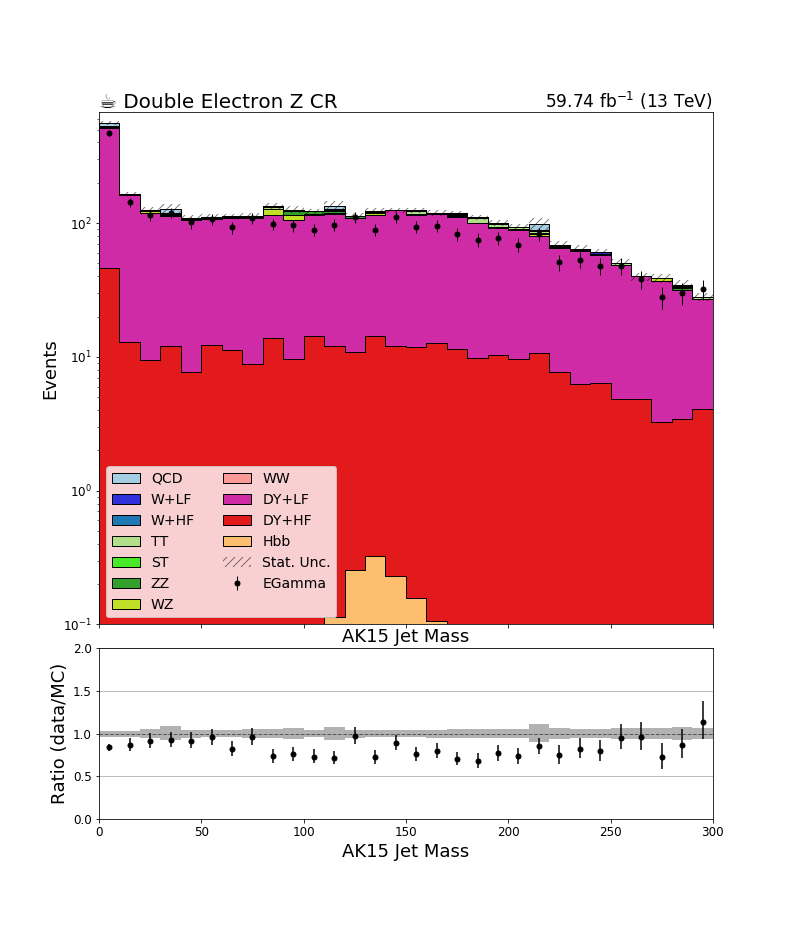 ☕ Double Electron Z CR 59.74 fb⁻¹ (13 TeV)
Events
10²
10¹
10⁰
10⁻¹
QCD WW
W+LF DY+LF
W+HF DY+HF
TT Hbb
ST Stat. Unc.
ZZ EGamma
WZ
AK15 Jet Mass
Ratio (data/MC)
2.0
1.5
1.0
0.5
0.0
0 50 100 150 200 250 300
AK15 Jet Mass